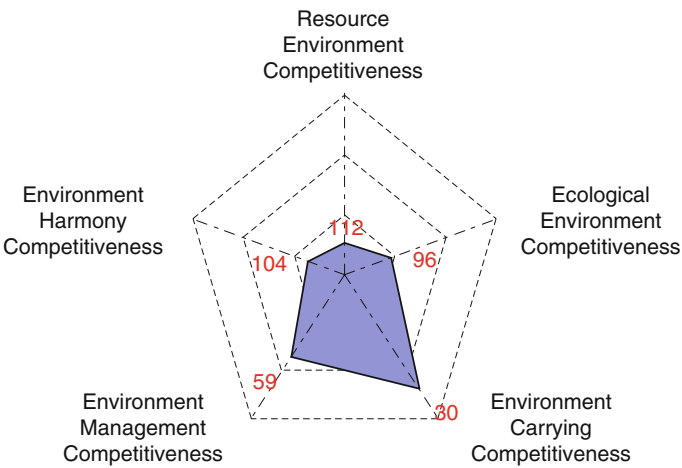 Resource
Environment
Competitiveness
Environment
Harmony
Competitiveness
Ecological
Environment
Competitiveness
112
104
96
59
30
Environment
Management
Competitiveness
Environment
Carrying
Competitiveness